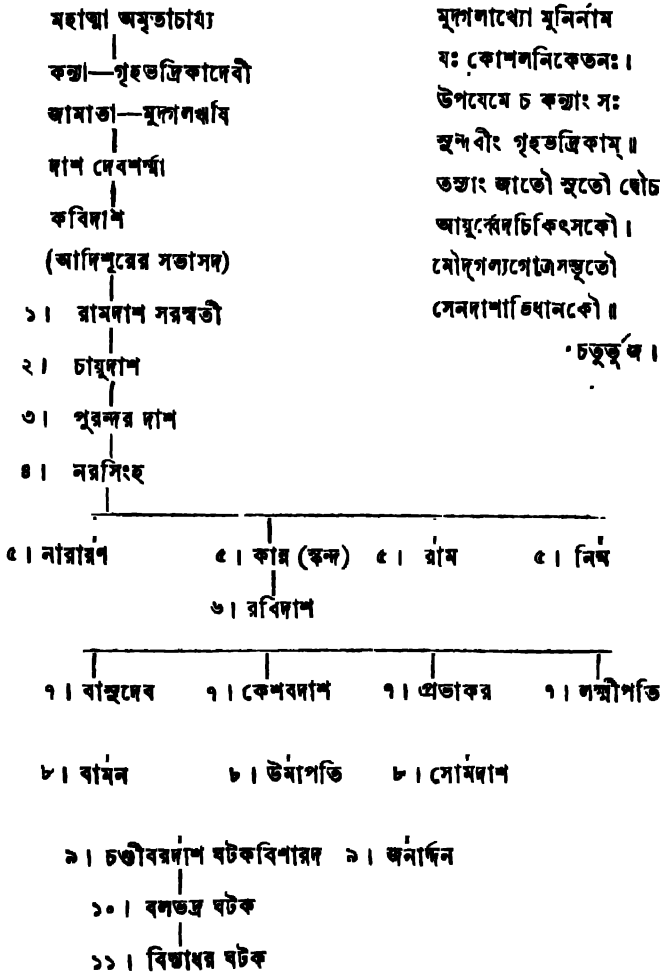 মহাত্মা অমৃতাচার্য্য
কন্যা—গৃহভদ্রিকাদেবী
জামাতা—মুদ্গলঋষি
দাশ দেবশর্ম্মা
কবিদাশ
(আদিশূরের সভাসদ)
১। রামদাশ সরস্বতী
২। চায়ুদাশ
৩। পুরন্দর দাশ
৪। নরসিংহ
মুদ্গলাখ্যো মুনির্নাম
যঃ কোশলনিকেতনঃ।
উপযেমে চ কন্যাং সঃ
সুন্দবীং গৃহভদ্রিকাম্॥
তস্যাং জাতৌ সুতৌ দ্বৌচ
আয়ুর্ব্বেদচিকিৎসকৌ।
মৌদ্গল্যগোত্রসম্ভূতৌ
সেনদাশাভিধানকৌ॥
চতুর্ভুজ।
৫। নারায়ণ ৫। কান্ন (স্কন্দ) ৫। রাম ৫। নিম
৬। রবিদাশ
৭। বাসুদেব ৭। কেশবদাশ ৭। প্রভাকর ৭। লক্ষ্মীপতি
৮। বামন ৮। উমাপতি ৮। সোমদাশ
৯। চণ্ডীবরদাশ ঘটকবিশারদ ৯। জনার্দ্দন
১০। বলভদ্র ঘটক
১১। বিদ্যাধর ঘটক